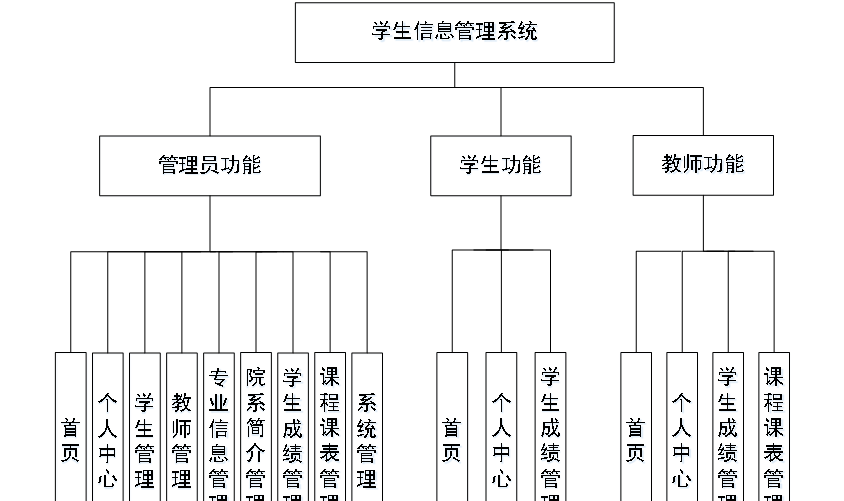 学生信息管理系统
管理员功能
学生功能
教师功能
首页
个人中心
学生管理
教师管理
专业信息管理
院系简介管理
学生成绩管理
课程课表管理
系统管理
首页
个人中心
学生成绩管理
首页
个人中心
学生成绩管理
课程课表管理